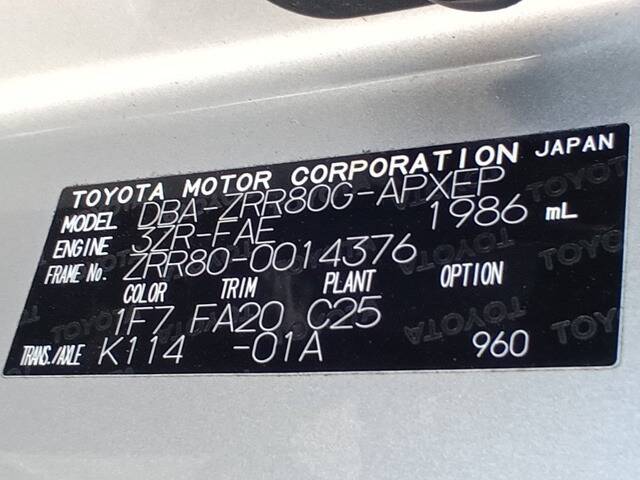 TOYOTA MOTOR CORPORATION JAPAN
MODEL DBA-ZRR80G-APXEP
ENGINE 3ZR-FAE 1986 mL
FRAME No. ZRR80-0014376
COLOR TRIM PLANT OPTION
1F7 FA20 C25
TRANS./AXLE K114 -01A 960